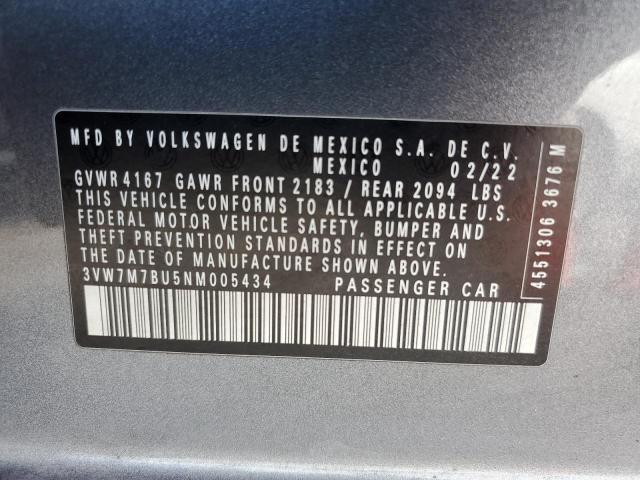 MFD BY VOLKSWAGEN DE MEXICO S.A. DE C.V.
MEXICO 02/22
GVWR 4167 GAWR FRONT 2183 / REAR 2094 LBS
THIS VEHICLE CONFORMS TO ALL APPLICABLE U.S.
FEDERAL MOTOR VEHICLE SAFETY, BUMPER AND
THEFT PREVENTION STANDARDS IN EFFECT ON
THE DATE OF MANUFACTURE SHOWN ABOVE.
3VW7M7BU5NM005434 PASSENGER CAR
4551306 3676 M